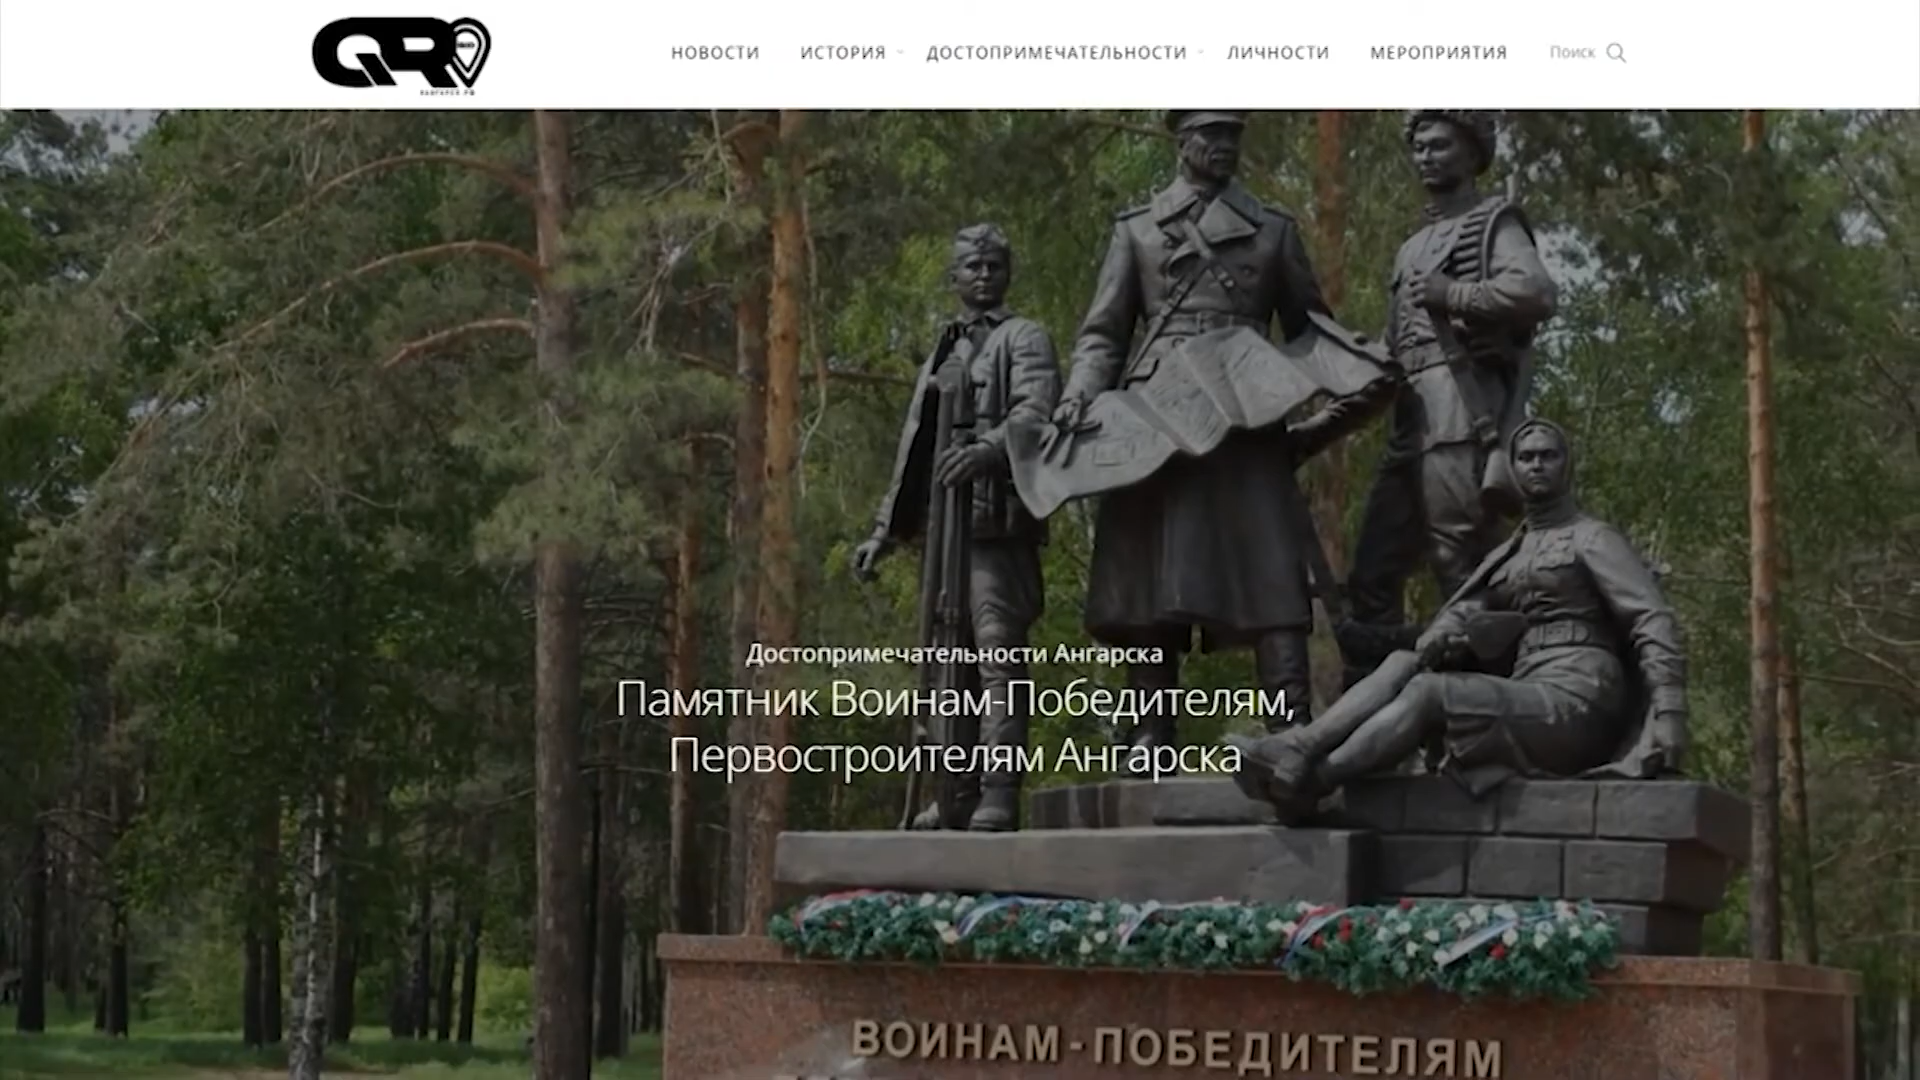 QR
НОВОСТИ
ИСТОРИЯ
ДОСТОПРИМЕЧАТЕЛЬНОСТИ
ЛИЧНОСТИ
МЕРОПРИЯТИЯ
Поиск
Достопримечательности Ангарска
Памятник Воинам-Победителям,
Первостроителям Ангарска
ВОИНАМ-ПОБЕДИТЕЛЯМ